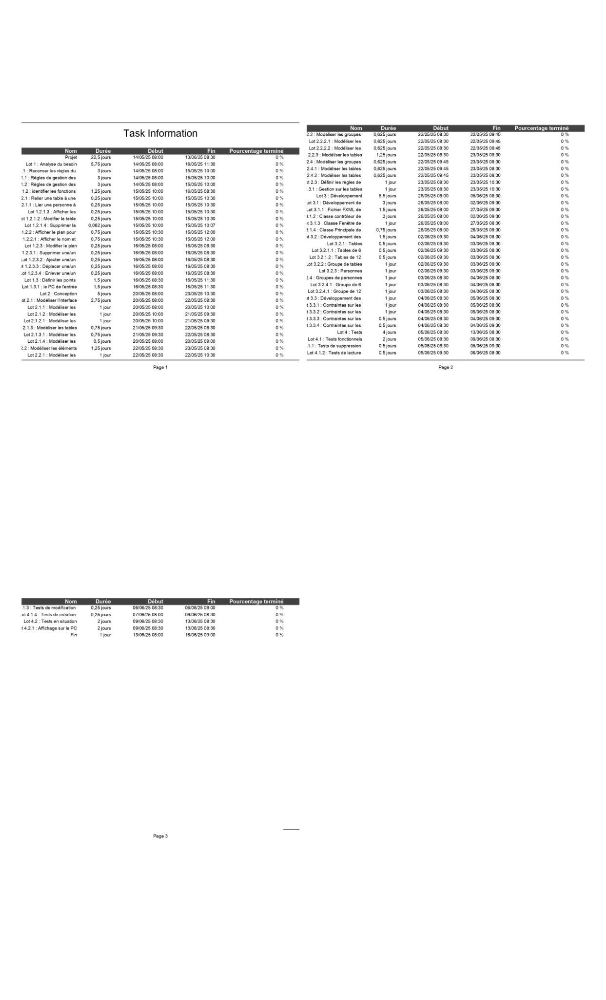 Task Information
Nom Durée Début Fin Pourcentage terminé
Projet 22,5 jours 14/05/25 08:00 13/06/25 08:30 0 %
Lot 1 : Analyse du besoin 5,75 jours 14/05/25 08:00 16/05/25 11:30 0 %
.1 : Recenser les règles du 3 jours 14/05/25 08:00 15/05/25 10:00 0 %
1.1 : Règles de gestion des 3 jours 14/05/25 08:00 15/05/25 10:00 0 %
1.2 : Règles de gestion des 3 jours 14/05/25 08:00 15/05/25 10:00 0 %
1.2 : identifier les fonctions 1,25 jours 15/05/25 10:00 16/05/25 08:30 0 %
2.1 : Relier une table à une 0,25 jours 15/05/25 10:00 15/05/25 10:30 0 %
2.1.1 : Lier une personne à 0,25 jours 15/05/25 10:00 15/05/25 10:30 0 %
Lot 1.2.1.3 : Afficher les 0,25 jours 15/05/25 10:00 15/05/25 10:30 0 %
ot 1.2.1.2 : Modifier la table 0,25 jours 15/05/25 10:00 15/05/25 10:30 0 %
Lot 1.2.1.4 : Supprimer la 0,062 jours 15/05/25 10:00 15/05/25 10:07 0 %
1.2.2 : Afficher le plan pour 0,75 jours 15/05/25 10:30 15/05/25 12:00 0 %
1.2.2.1 : Afficher le nom et 0,75 jours 15/05/25 10:30 15/05/25 12:00 0 %
Lot 1.2.3 : Modifier le plan 0,25 jours 16/05/25 08:00 16/05/25 08:30 0 %
1.2.3.1 : Supprimer une/un 0,25 jours 16/05/25 08:00 16/05/25 08:30 0 %
Lot 1.2.3.2 : Ajouter une/un 0,25 jours 16/05/25 08:00 16/05/25 08:30 0 %
t 1.2.3.3 : Déplacer une/un 0,25 jours 16/05/25 08:00 16/05/25 08:30 0 %
ot 1.2.3.4 : Enlever une/un 0,25 jours 16/05/25 08:00 16/05/25 08:30 0 %
Lot 1.3 : Définir les points 1,5 jours 16/05/25 08:30 16/05/25 11:30 0 %
Lot 1.3.1 : le PC de l'entrée 1,5 jours 16/05/25 08:30 16/05/25 11:30 0 %
Lot 2 : Conception 5 jours 20/05/25 08:00 23/05/25 10:30 0 %
ot 2.1 : Modéliser l'interface 2,75 jours 20/05/25 08:00 22/05/25 08:30 0 %
Lot 2.1.1 : Modéliser les 1 jour 20/05/25 08:00 20/05/25 10:00 0 %
Lot 2.1.2 : Modéliser les 1 jour 20/05/25 10:00 21/05/25 09:30 0 %
Lot 2.1.2.1 : Modéliser les 1 jour 20/05/25 10:00 21/05/25 09:30 0 %
2.1.3 : Modéliser les tables 0,75 jours 21/05/25 09:30 22/05/25 08:30 0 %
Lot 2.1.3.1 : Modéliser les 0,75 jours 21/05/25 09:30 22/05/25 08:30 0 %
Lot 2.1.4 : Modéliser les 0,5 jours 20/05/25 08:00 20/05/25 09:00 0 %
2.2 : Modéliser les éléments 1,25 jours 22/05/25 08:30 23/05/25 08:30 0 %
Lot 2.2.1 : Modéliser les 1 jour 22/05/25 08:30 22/05/25 10:30 0 %
Page 1
Nom Durée Début Fin Pourcentage terminé
2.2 : Modéliser les groupes 0,625 jours 22/05/25 08:30 22/05/25 09:45 0 %
Lot 2.2.2.1 : Modéliser les 0,625 jours 22/05/25 08:30 22/05/25 09:45 0 %
Lot 2.2.2.2 : Modéliser les 0,625 jours 22/05/25 08:30 22/05/25 09:45 0 %
2.2.3 : Modéliser les tables 1,25 jours 22/05/25 08:30 23/05/25 08:30 0 %
2.4 : Modéliser les groupes 0,625 jours 22/05/25 09:45 23/05/25 08:30 0 %
2.4.1 : Modéliser les tables 0,625 jours 22/05/25 09:45 23/05/25 08:30 0 %
2.4.2 : Modéliser les tables 0,625 jours 22/05/25 09:45 23/05/25 08:30 0 %
ot 2.3 : Définir les règles de 1 jour 23/05/25 08:30 23/05/25 10:30 0 %
.3.1 : Gestion sur les tables 1 jour 23/05/25 08:30 23/05/25 10:30 0 %
Lot 3 : Développement 5,5 jours 26/05/25 08:00 05/06/25 08:30 0 %
Lot 3.1 : Développement de 3 jours 26/05/25 08:00 02/06/25 09:30 0 %
Lot 3.1.1 : Fichier FXML de 1,5 jours 26/05/25 08:00 27/05/25 09:30 0 %
3.1.2 : Classe contrôleur de 3 jours 26/05/25 08:00 02/06/25 09:30 0 %
t 3.1.3 : Classe Fenêtre de 1 jour 26/05/25 08:00 27/05/25 08:30 0 %
3.1.4 : Classe Principale de 0,75 jours 26/05/25 08:00 26/05/25 09:30 0 %
ot 3.2 : Développement des 1,5 jours 02/06/25 09:30 04/06/25 08:30 0 %
Lot 3.2.1 : Tables 0,5 jours 02/06/25 09:30 03/06/25 08:30 0 %
Lot 3.2.1.1 : Tables de 6 0,5 jours 02/06/25 09:30 03/06/25 08:30 0 %
Lot 3.2.1.2 : Tables de 12 0,5 jours 02/06/25 09:30 03/06/25 08:30 0 %
Lot 3.2.2 : Groupe de tables 1 jour 02/06/25 09:30 03/06/25 09:30 0 %
Lot 3.2.3 : Personnes 1 jour 02/06/25 09:30 03/06/25 09:30 0 %
2.4 : Groupes de personnes 1 jour 03/06/25 08:30 04/06/25 08:30 0 %
Lot 3.2.4.1 : Groupe de 6 1 jour 03/06/25 08:30 04/06/25 08:30 0 %
Lot 3.2.4.1 : Groupe de 12 1 jour 03/06/25 08:30 04/06/25 08:30 0 %
ot 3.3 : Développement des 1 jour 04/06/25 08:30 05/06/25 08:30 0 %
t 3.3.1 : Contraintes sur les 1 jour 04/06/25 08:30 05/06/25 08:30 0 %
t 3.3.2 : Contraintes sur les 1 jour 04/06/25 08:30 05/06/25 08:30 0 %
t 3.3.3 : Contraintes sur les 0,5 jours 04/06/25 08:30 04/06/25 09:30 0 %
t 3.3.4 : Contraintes sur les 0,5 jours 04/06/25 08:30 04/06/25 09:30 0 %
Lot 4 : Tests 4 jours 05/06/25 08:30 13/06/25 08:30 0 %
Lot 4.1 : Tests fonctionnels 2 jours 05/06/25 08:30 09/06/25 08:30 0 %
.1.1 : Tests de suppression 0,5 jours 05/06/25 08:30 05/06/25 09:30 0 %
Lot 4.1.2 : Tests de lecture 0,5 jours 05/06/25 09:30 06/06/25 08:30 0 %
Page 2
Nom Durée Début Fin Pourcentage terminé
.1.3 : Tests de modification 0,25 jours 06/06/25 08:30 06/06/25 09:00 0 %
ot 4.1.4 : Tests de création 0,25 jours 07/06/25 08:00 09/06/25 08:30 0 %
Lot 4.2 : Tests en situation 2 jours 09/06/25 08:30 13/06/25 08:30 0 %
t 4.2.1 : Affichage sur le PC 2 jours 09/06/25 08:30 13/06/25 08:30 0 %
Fin 1 jour 13/06/25 08:00 16/06/25 09:00 0 %
Page 3